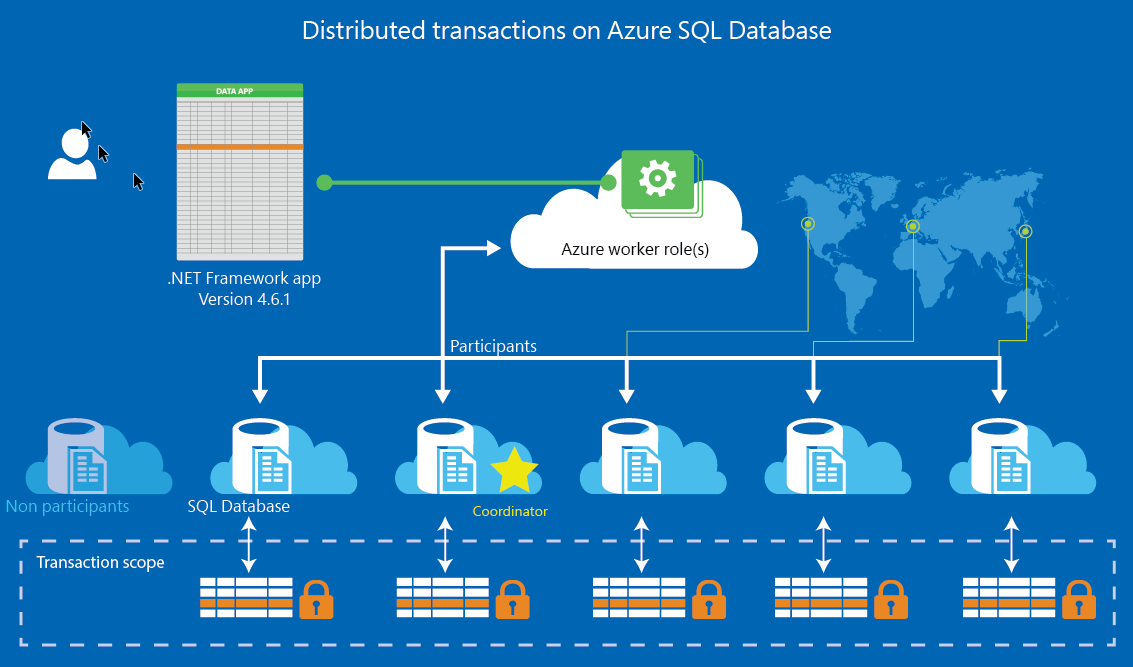 Distributed transactions on Azure SQL Database
DATA APP
.NET Framework app
Version 4.6.1
Azure worker role(s)
Participants
Non participants
SQL Database
Coordinator
Transaction scope